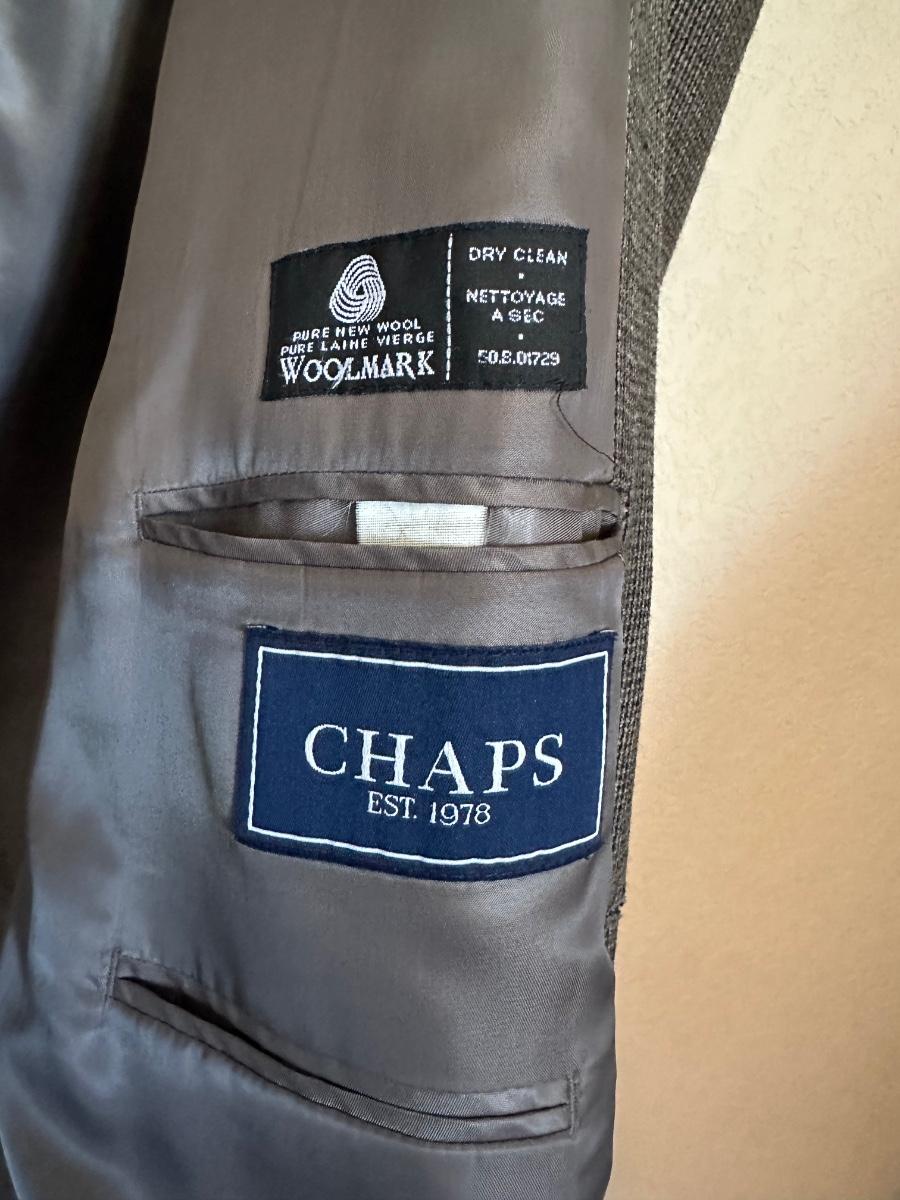 PURE NEW WOOL
PURE LAINE VIERGE
WOOLMARK
DRY CLEAN
NETTOYAGE
A SEC
50.8.01729
CHAPS
EST. 1978